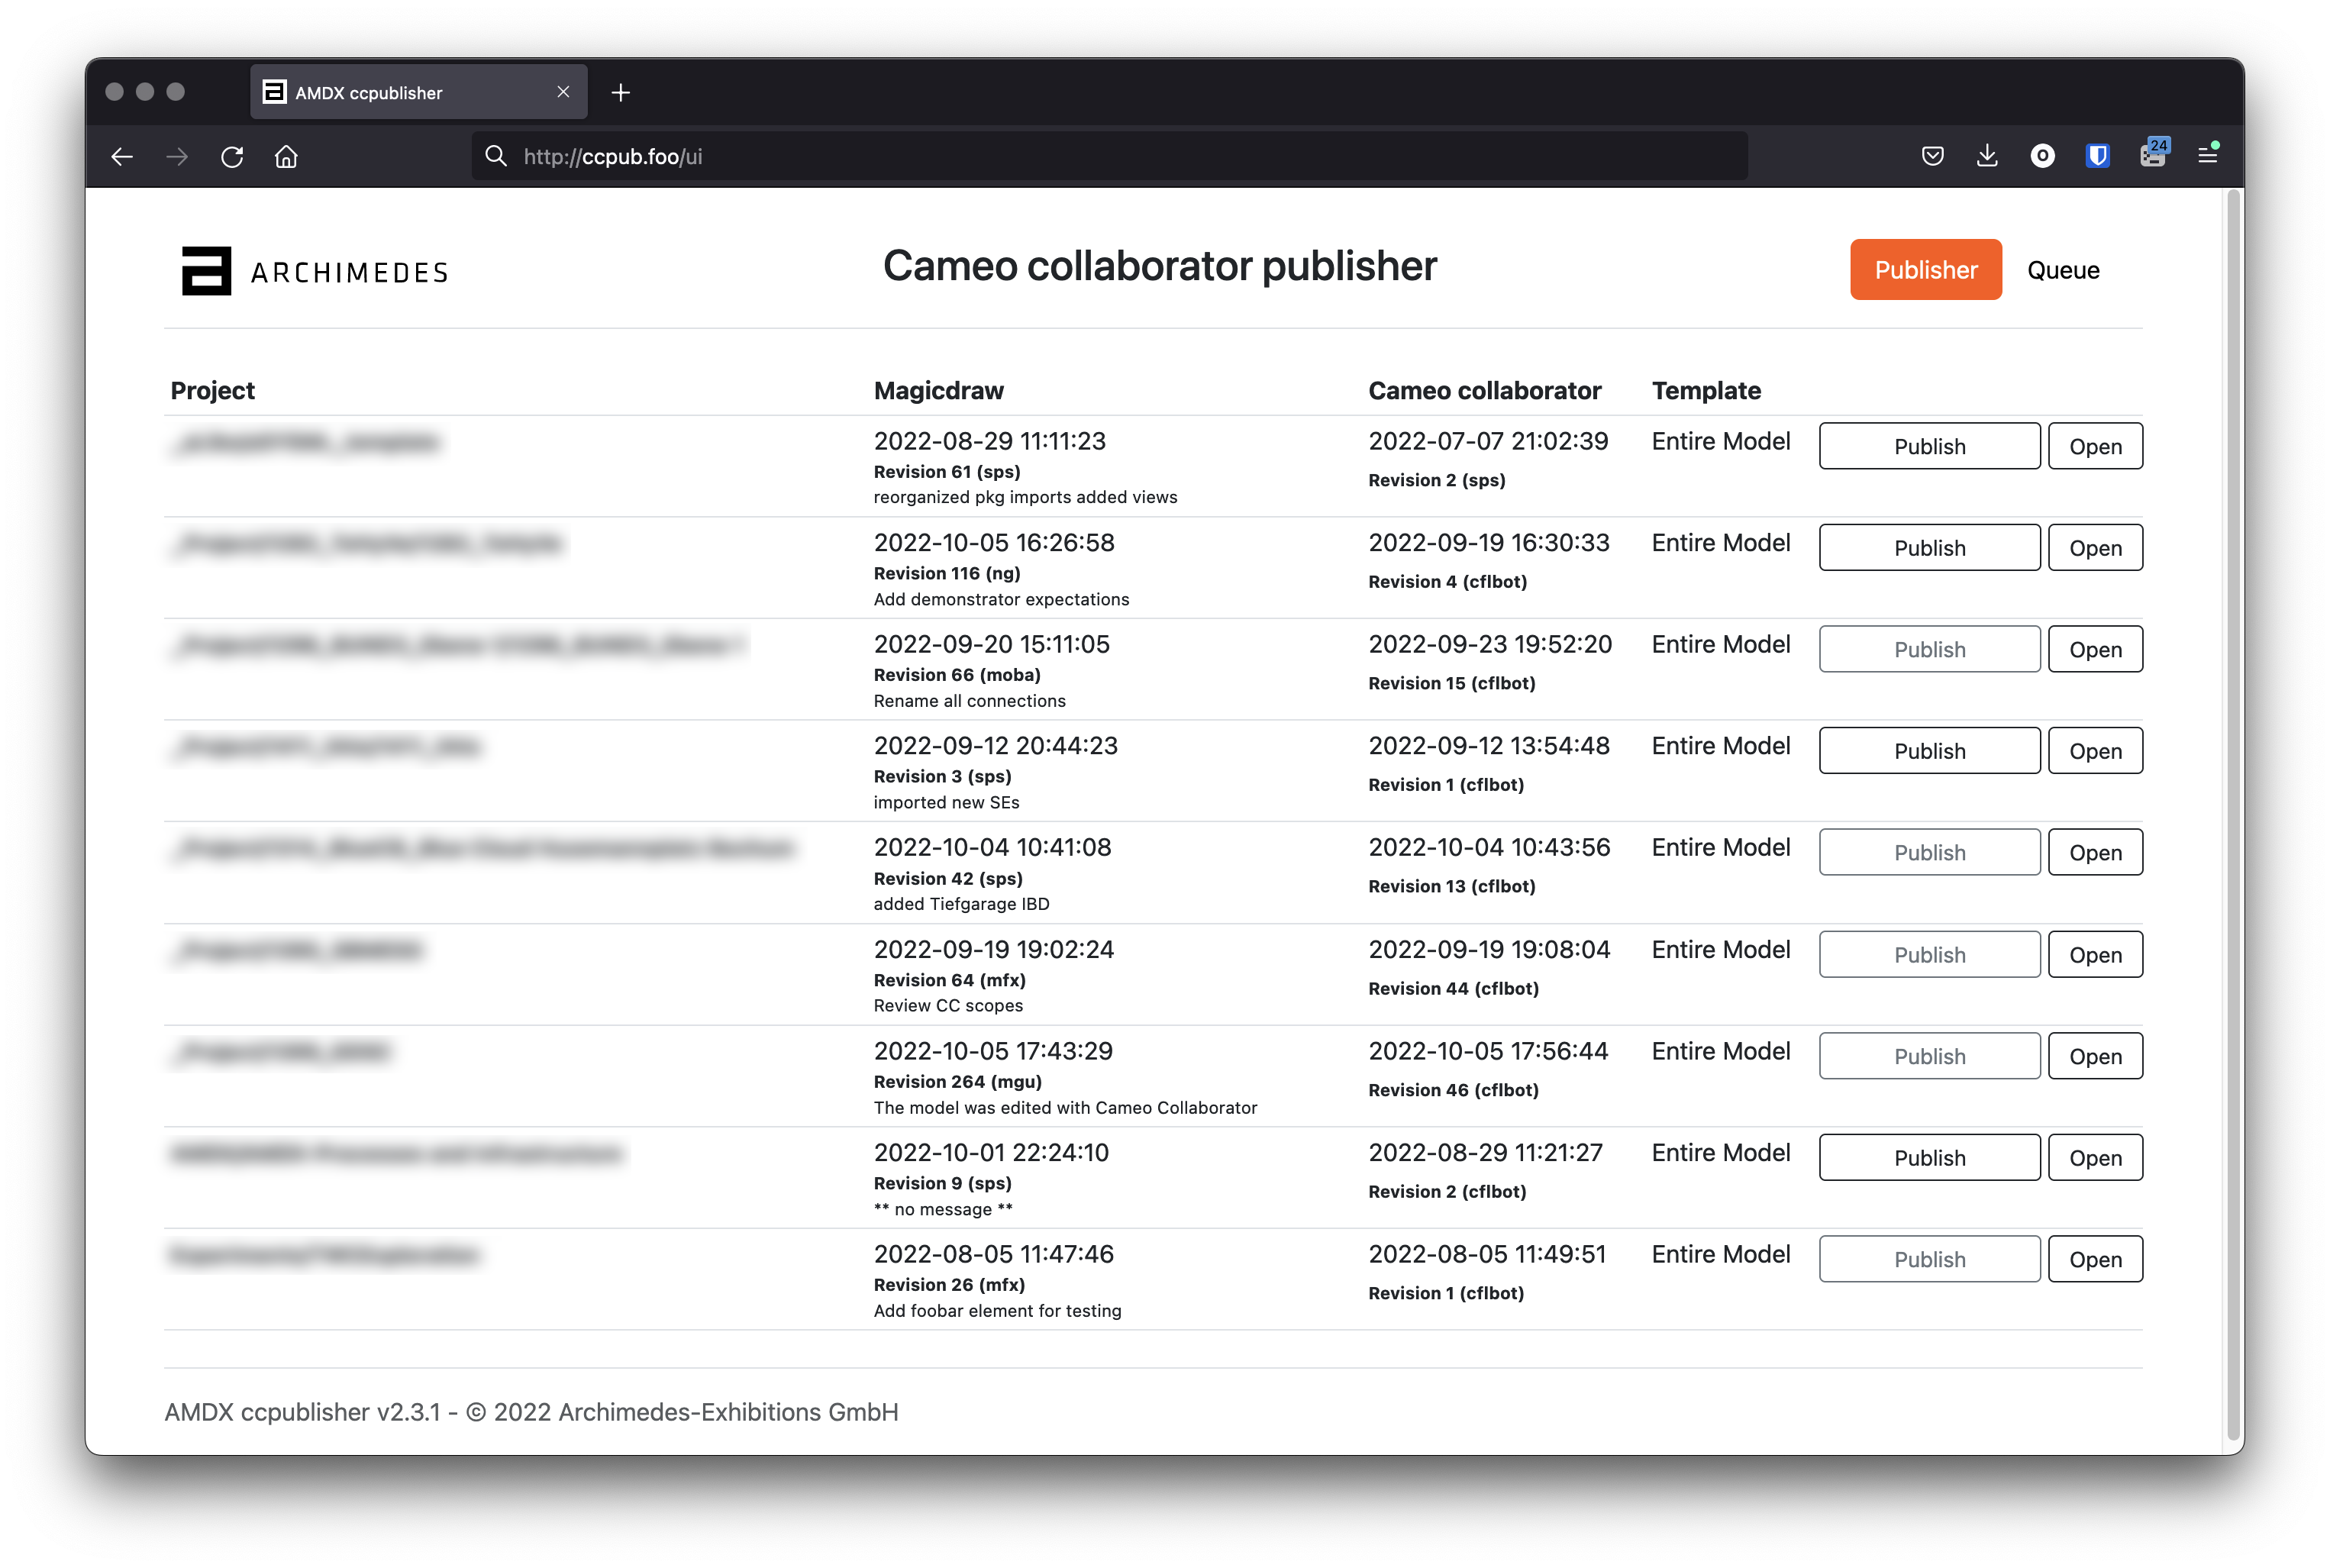 AMDX ccpublisher
http://ccpub.foo/ui
24
ARCHIMEDES
Cameo collaborator publisher
Publisher
Queue
Project
Magicdraw
Cameo collaborator
Template
2022-08-29 11:11:23
Revision 61 (sps)
reorganized pkg imports added views
2022-07-07 21:02:39
Revision 2 (sps)
Entire Model
Publish
Open
2022-10-05 16:26:58
Revision 116 (ng)
Add demonstrator expectations
2022-09-19 16:30:33
Revision 4 (cflbot)
Entire Model
Publish
Open
2022-09-20 15:11:05
Revision 66 (moba)
Rename all connections
2022-09-23 19:52:20
Revision 15 (cflbot)
Entire Model
Publish
Open
2022-09-12 20:44:23
Revision 3 (sps)
imported new SEs
2022-09-12 13:54:48
Revision 1 (cflbot)
Entire Model
Publish
Open
2022-10-04 10:41:08
Revision 42 (sps)
added Tiefgarage IBD
2022-10-04 10:43:56
Revision 13 (cflbot)
Entire Model
Publish
Open
2022-09-19 19:02:24
Revision 64 (mfx)
Review CC scopes
2022-09-19 19:08:04
Revision 44 (cflbot)
Entire Model
Publish
Open
2022-10-05 17:43:29
Revision 264 (mgu)
The model was edited with Cameo Collaborator
2022-10-05 17:56:44
Revision 46 (cflbot)
Entire Model
Publish
Open
2022-10-01 22:24:10
Revision 9 (sps)
** no message **
2022-08-29 11:21:27
Revision 2 (cflbot)
Entire Model
Publish
Open
2022-08-05 11:47:46
Revision 26 (mfx)
Add foobar element for testing
2022-08-05 11:49:51
Revision 1 (cflbot)
Entire Model
Publish
Open
AMDX ccpublisher v2.3.1 - © 2022 Archimedes-Exhibitions GmbH